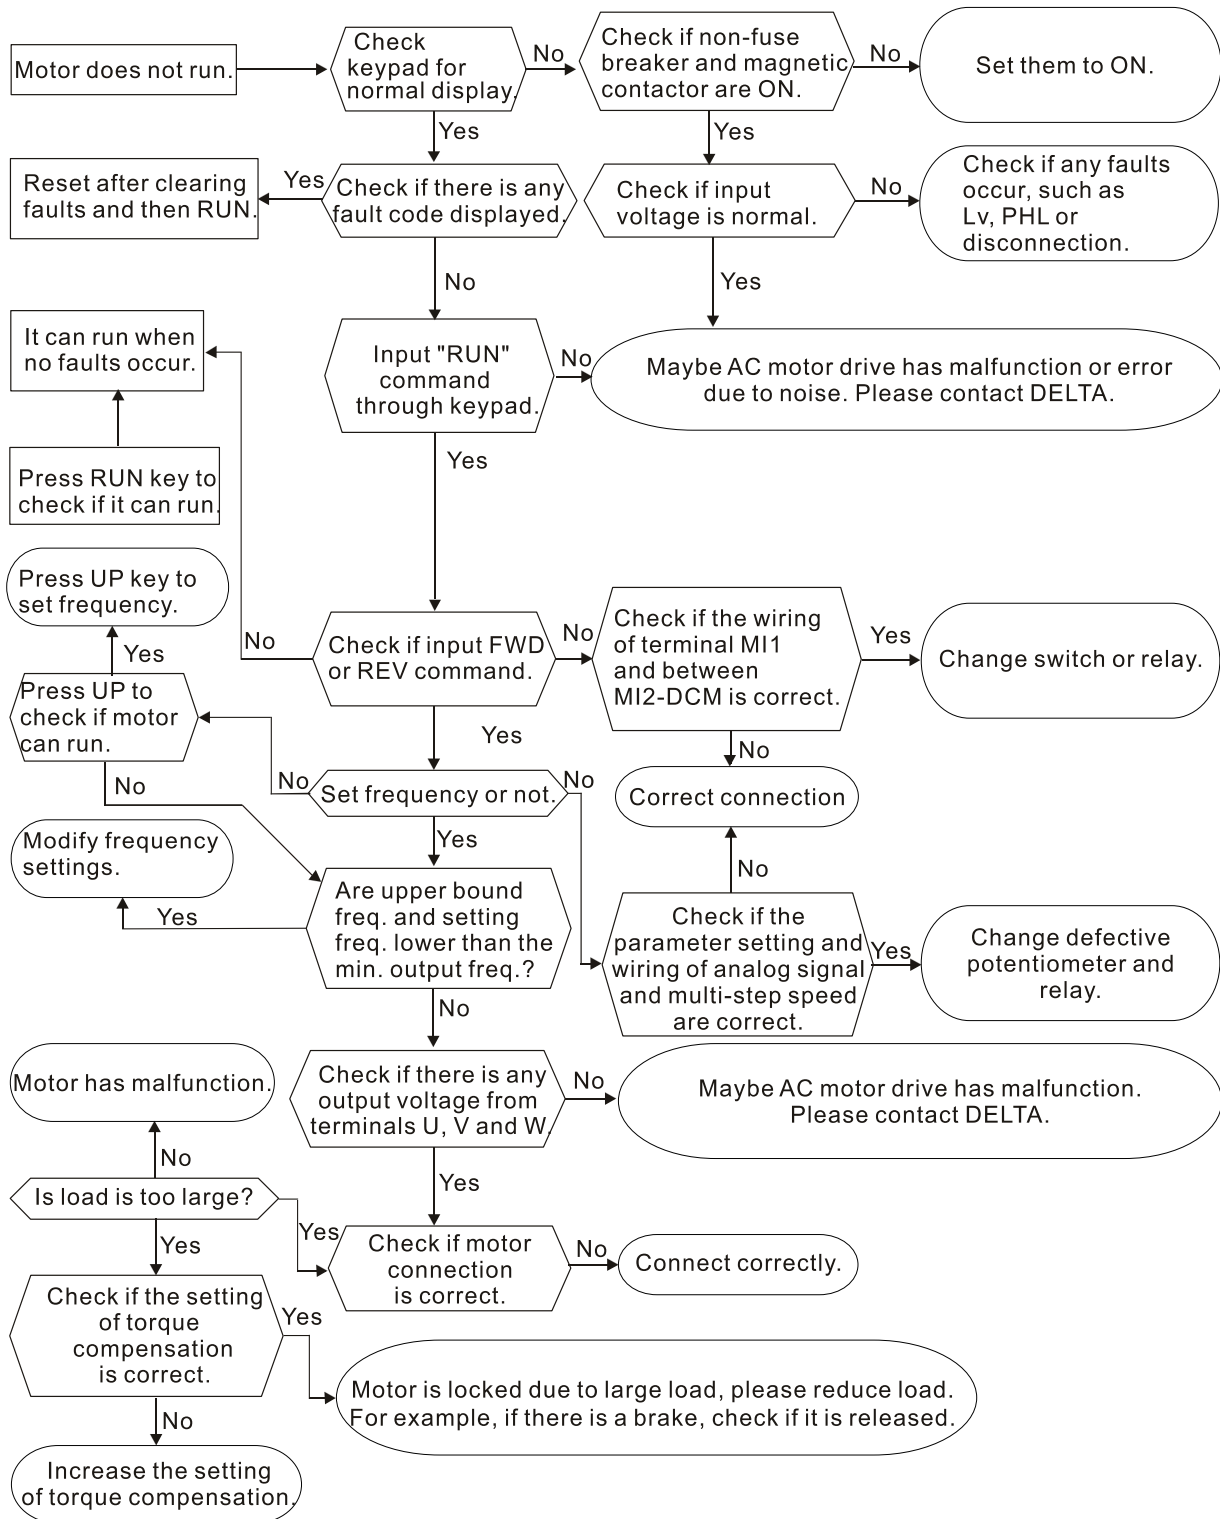 Motor does not run.
Check
keypad for
normal display.
No
Check if non-fuse
breaker and magnetic
contactor are ON.
No
Set them to ON.
Yes
Yes
Reset after clearing
faults and then RUN.
Yes
Check if there is any
fault code displayed.
Check if input
voltage is normal.
No
Check if any faults
occur, such as
Lv, PHL or
disconnection.
No
Yes
It can run when
no faults occur.
Input "RUN"
command
through keypad.
No
Maybe AC motor drive has malfunction or error
due to noise. Please contact DELTA.
Yes
Press RUN key to
check if it can run.
Press UP key to
set frequency.
No
Check if input FWD
or REV command.
No
Check if the wiring
of terminal MI1
and between
MI2-DCM is correct.
Yes
Change switch or relay.
Yes
Press UP to
check if motor
can run.
Yes
No
No
No
Set frequency or not.
No
Correct connection
Yes
No
Modify frequency
settings.
Yes
Are upper bound
freq. and setting
freq. lower than the
min. output freq.?
Check if the
parameter setting and
wiring of analog signal
and multi-step speed
are correct.
Yes
Change defective
potentiometer and
relay.
No
Motor has malfunction.
Check if there is any
output voltage from
terminals U, V and W.
No
Maybe AC motor drive has malfunction.
Please contact DELTA.
No
Yes
Is load is too large?
Yes
Yes
Check if motor
connection
is correct.
No
Connect correctly.
Check if the setting
of torque
compensation
is correct.
Yes
Motor is locked due to large load, please reduce load.
For example, if there is a brake, check if it is released.
No
Increase the setting
of torque compensation.